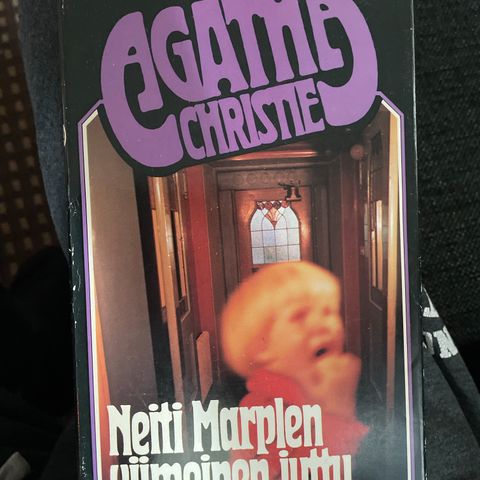 AGATHA
CHRISTIE
Neiti Marplen
viimeinen juttu